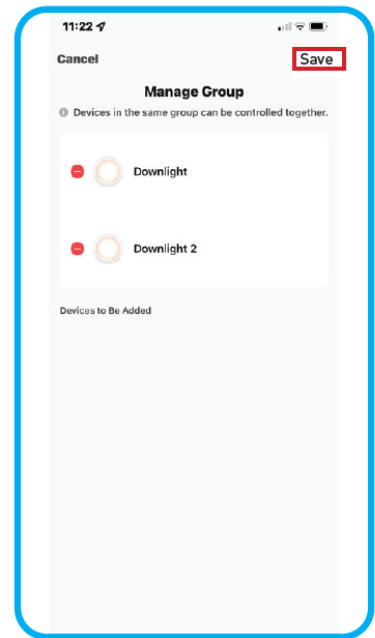 11:22
Cancel
Save
Manage Group
Devices in the same group can be controlled together.
Downlight
Downlight 2
Devices to Be Added